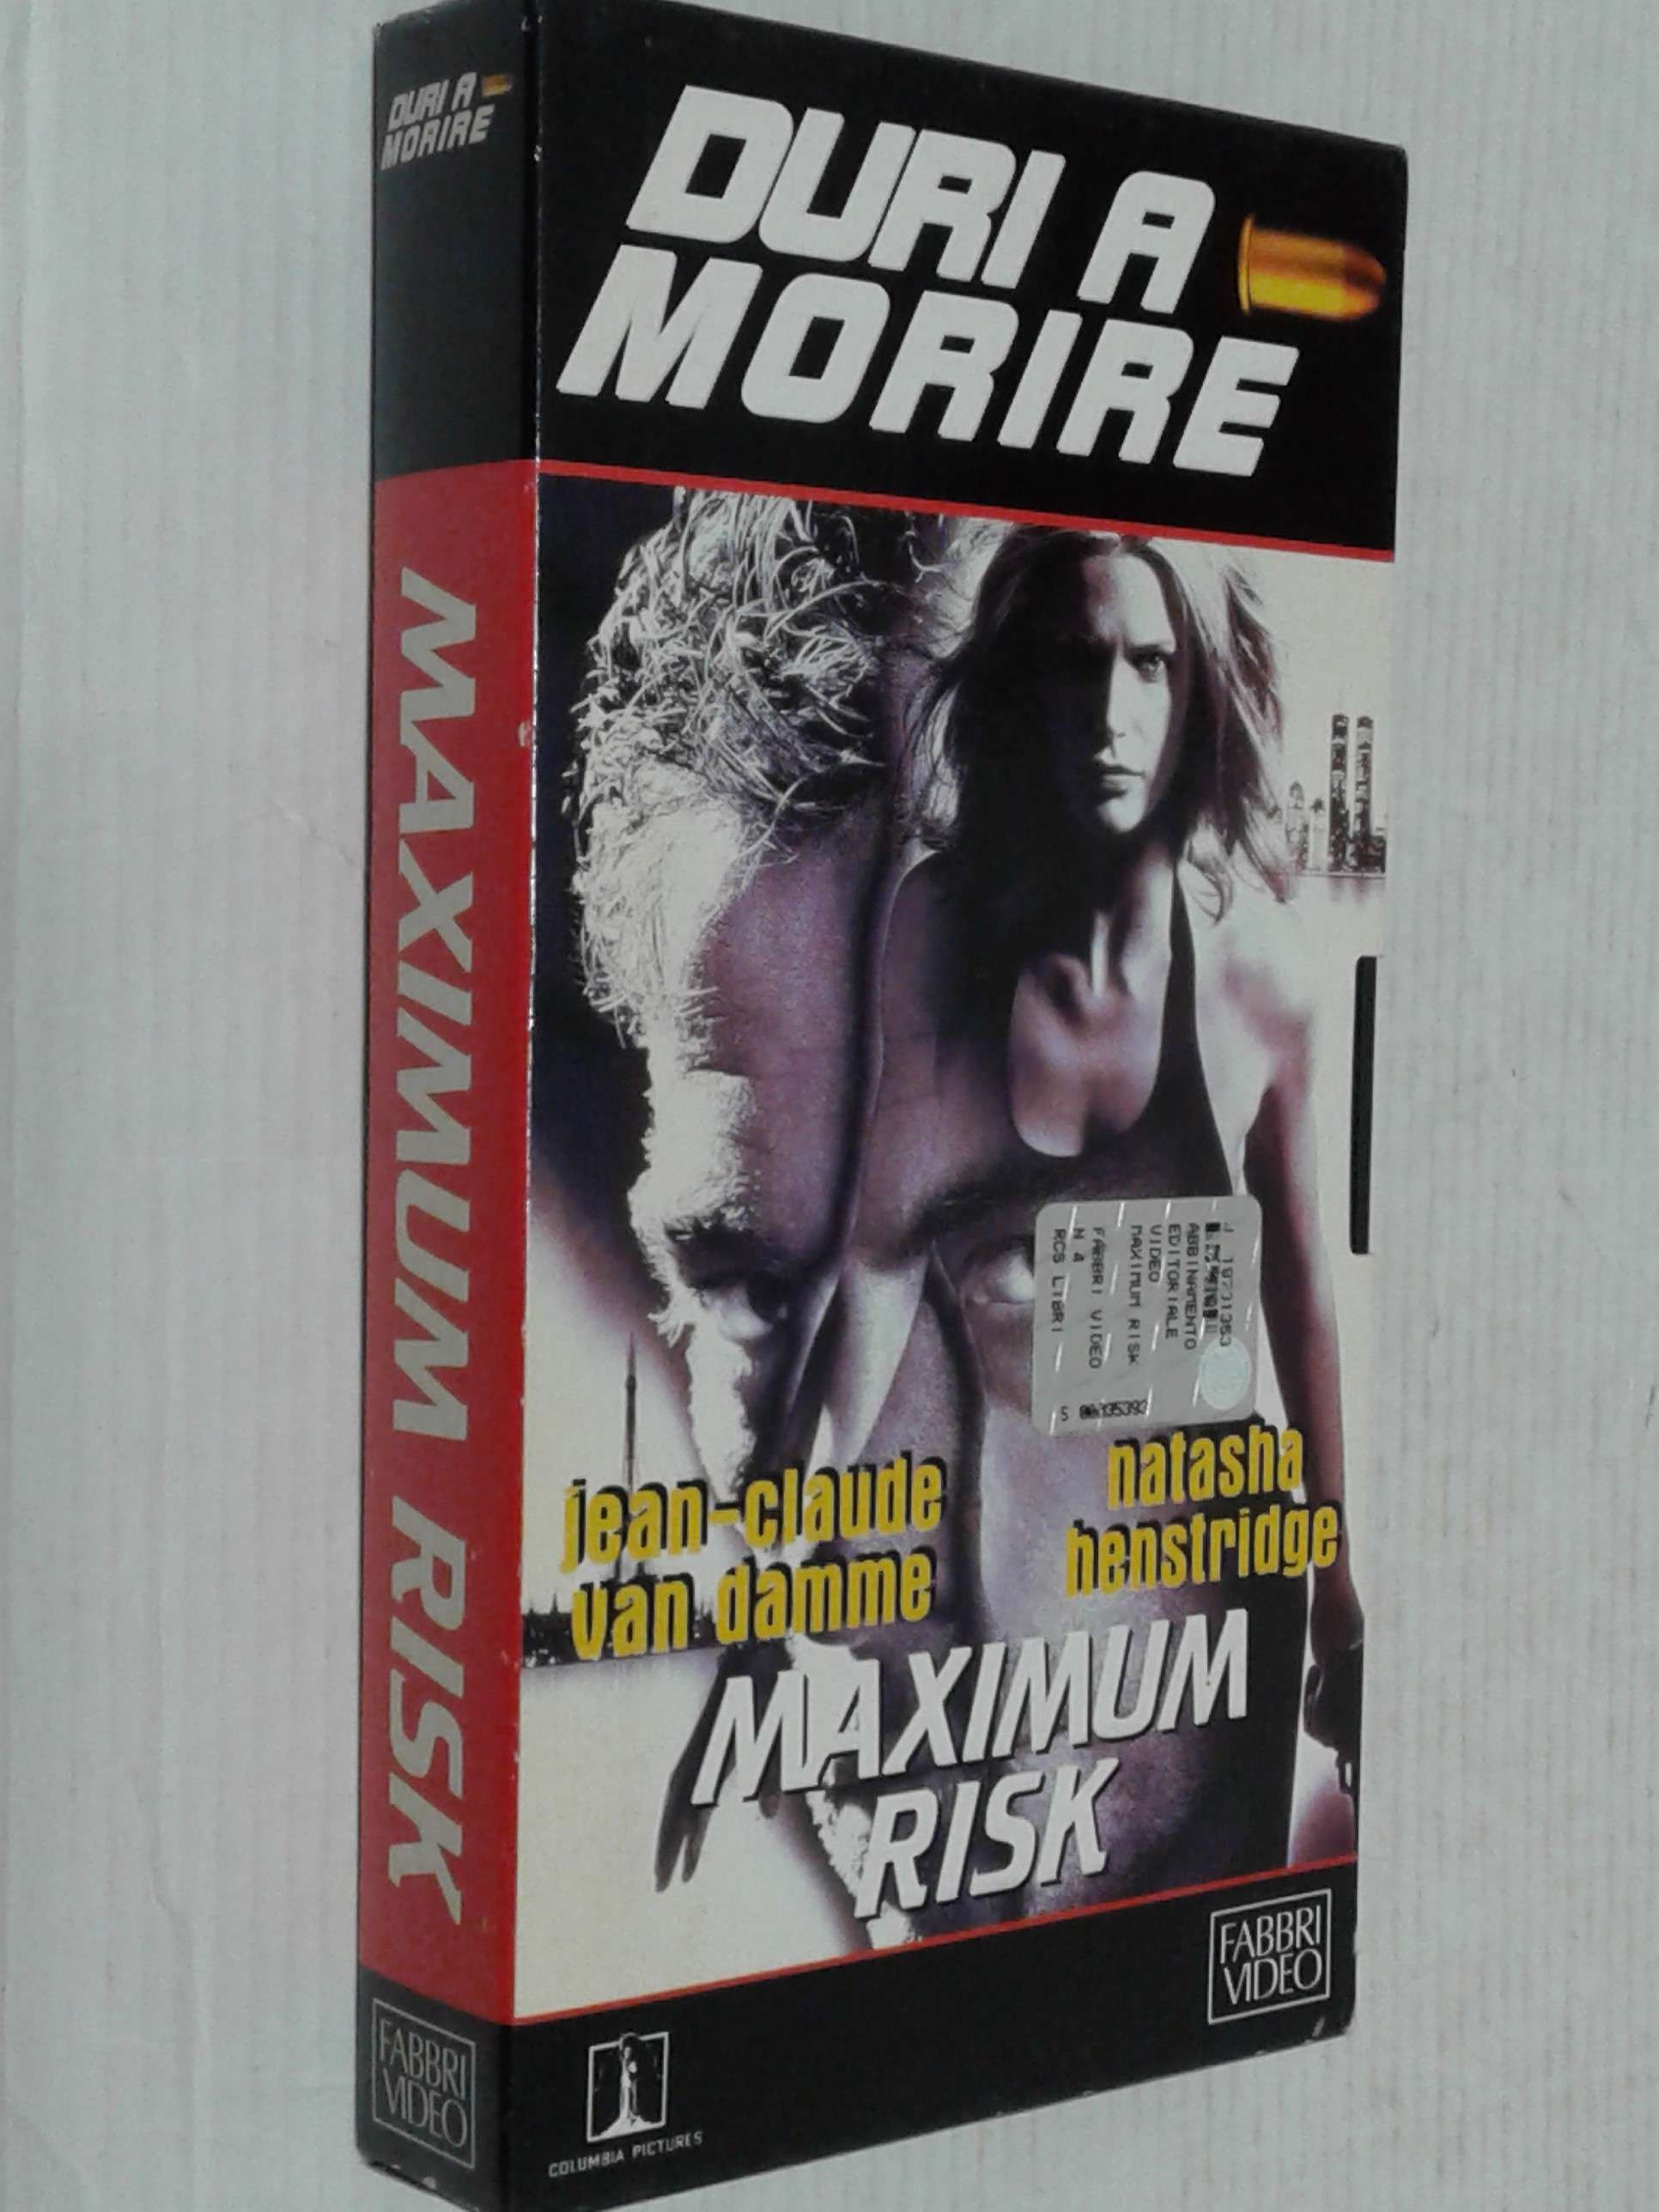 DURI A
MORIRE
MAXIMUM RISK
FABBRI
VIDEO
DURI A
MORIRE
ABBINAMENTO
EDITORIALE
VIDEO
MAXIMUM RISK
FABBRI VIDEO
N 4
RCS LIBRI
jean-claude
van damme
natasha
henstridge
MAXIMUM
RISK
FABBRI
VIDEO
COLUMBIA PICTURES